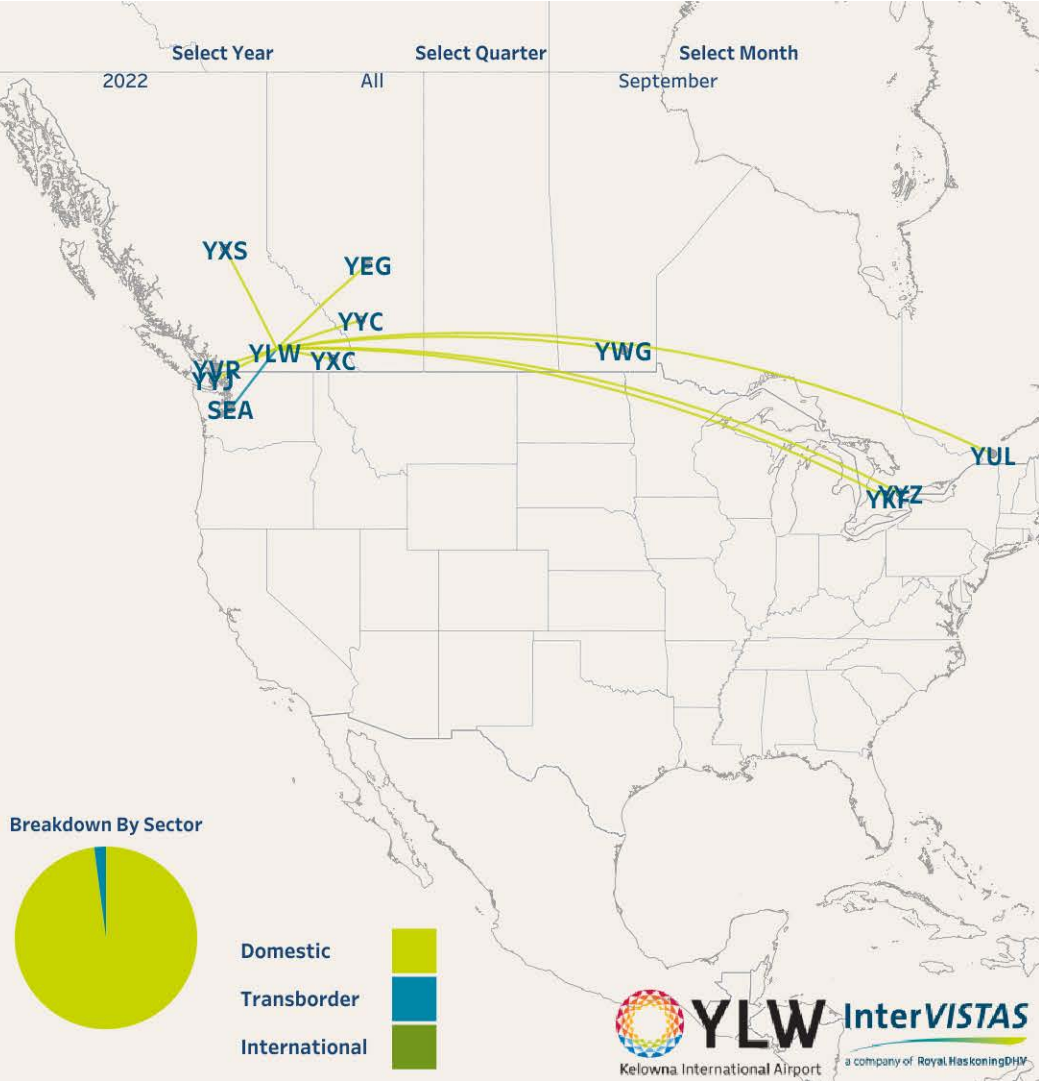 Select Year Select Quarter Select Month
2022 All September
YXS
YEG
YYC
YLW
YXC
YWG
YVR
YYJ
SEA
YUL
YYZ
YKF
Breakdown By Sector
Domestic
Transborder
International
YLW
Kelowna International Airport
InterVISTAS
a company of Royal HaskoningDHV